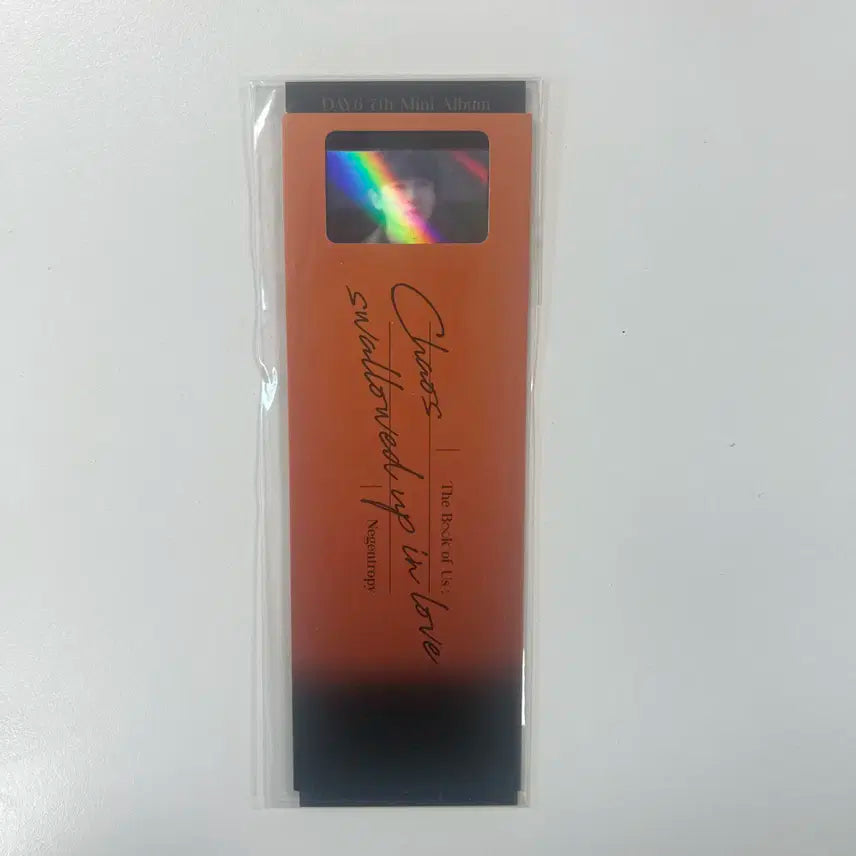 DAY6 7th Mini Album
Chaos
swallowed up in love
The Book of Us :
Negentropy